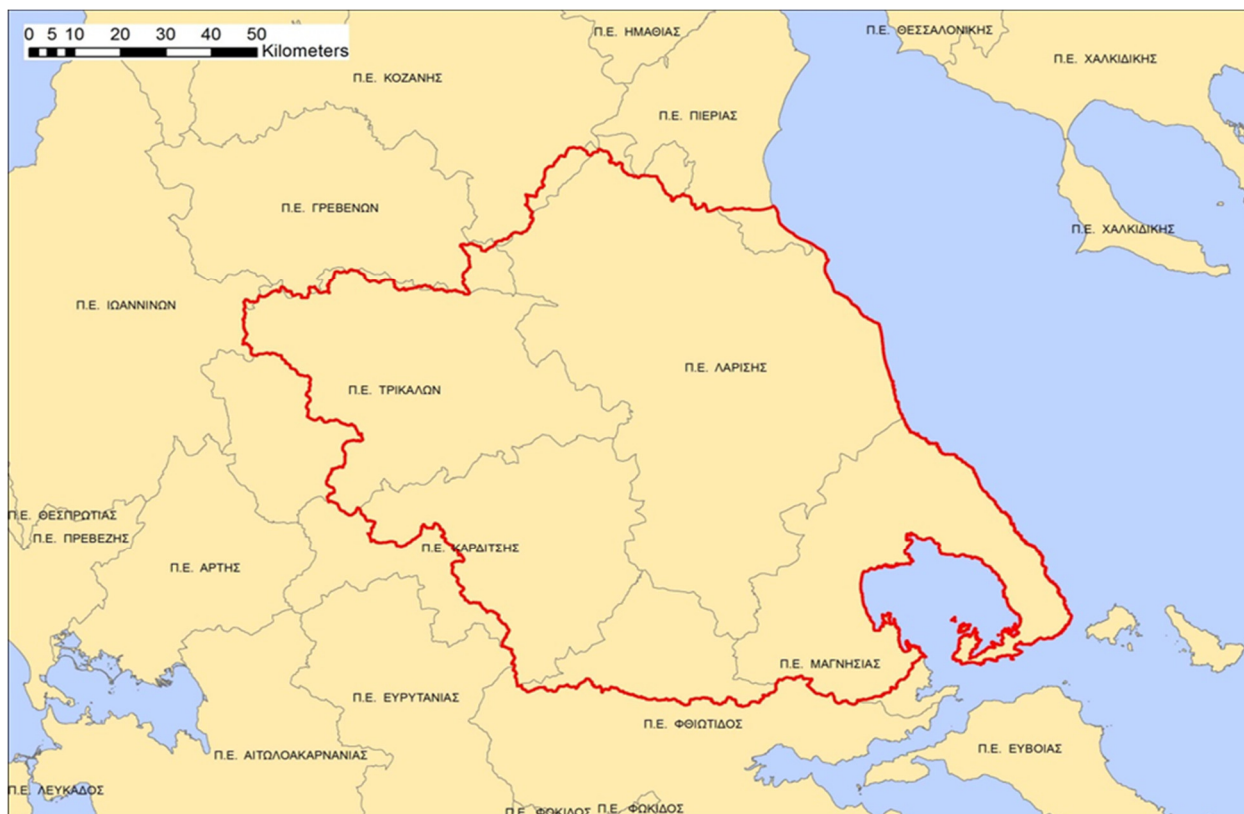 0 5 10 20 30 40 50
Kilometers
Π.Ε. ΗΜΑΘΙΑΣ
Π.Ε. ΘΕΣΣΑΛΟΝΙΚΗΣ
Π.Ε. ΧΑΛΚΙΔΙΚΗΣ
Π.Ε. ΚΟΖΑΝΗΣ
Π.Ε. ΠΙΕΡΙΑΣ
Π.Ε. ΓΡΕΒΕΝΩΝ
Π.Ε. ΧΑΛΚΙΔΙΚΗΣ
Π.Ε. ΙΩΑΝΝΙΝΩΝ
Π.Ε. ΛΑΡΙΣΗΣ
Π.Ε. ΤΡΙΚΑΛΩΝ
Π.Ε. ΘΕΣΠΡΩΤΙΑΣ
Π.Ε. ΠΡΕΒΕΖΗΣ
Π.Ε. ΚΑΡΔΙΤΣΗΣ
Π.Ε. ΑΡΤΗΣ
Π.Ε. ΜΑΓΝΗΣΙΑΣ
Π.Ε. ΕΥΡΥΤΑΝΙΑΣ
Π.Ε. ΦΘΙΩΤΙΔΟΣ
Π.Ε. ΕΥΒΟΙΑΣ
Π.Ε. ΑΙΤΩΛΟΑΚΑΡΝΑΝΙΑΣ
Π.Ε. ΛΕΥΚΑΔΟΣ
Π.Ε. ΦΩΚΙΔΟΣ
Π.Ε. ΦΩΚΙΔΟΣ